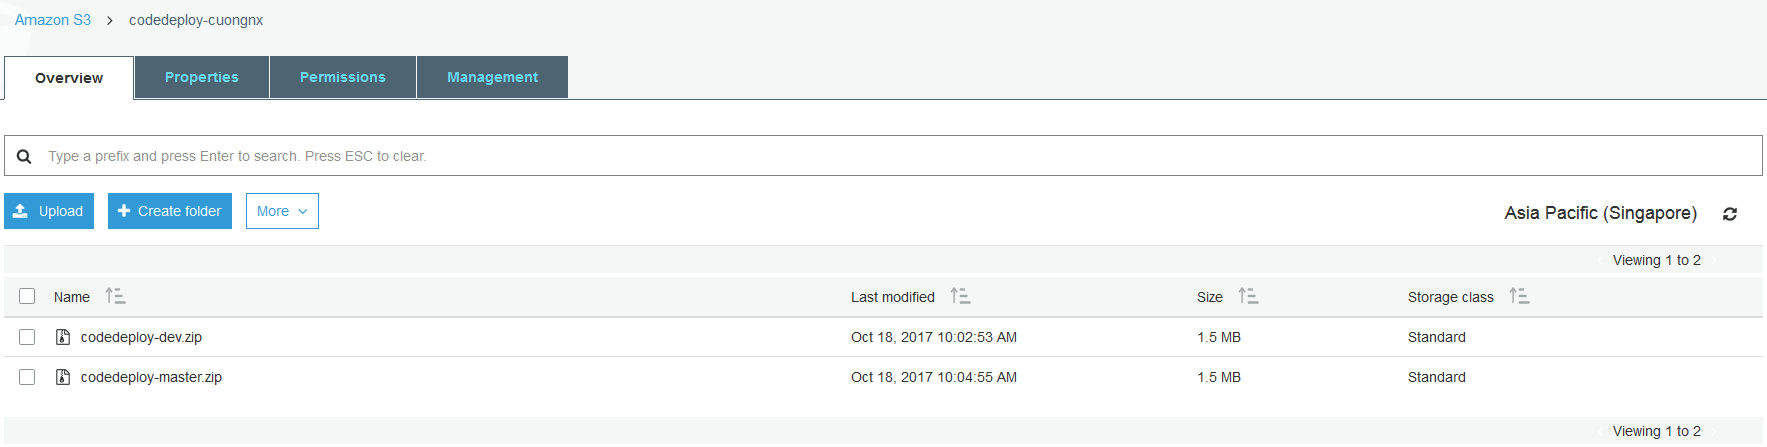 Amazon S3 > codedeploy-cuongnx
Overview Properties Permissions Management
Type a prefix and press Enter to search. Press ESC to clear.
Upload + Create folder More Asia Pacific (Singapore)
Viewing 1 to 2
Name Last modified Size Storage class
codedeploy-dev.zip Oct 18, 2017 10:02:53 AM 1.5 MB Standard
codedeploy-master.zip Oct 18, 2017 10:04:55 AM 1.5 MB Standard
Viewing 1 to 2